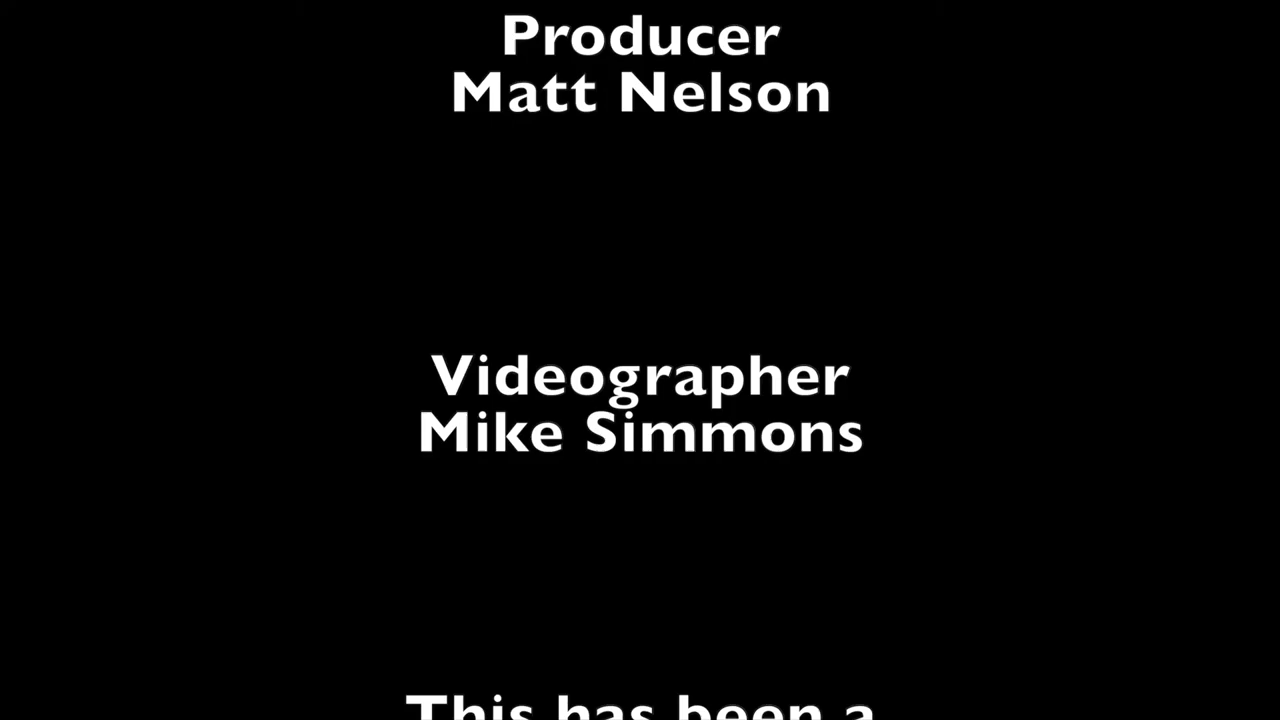 Producer
Matt Nelson
Videographer
Mike Simmons
This has been a